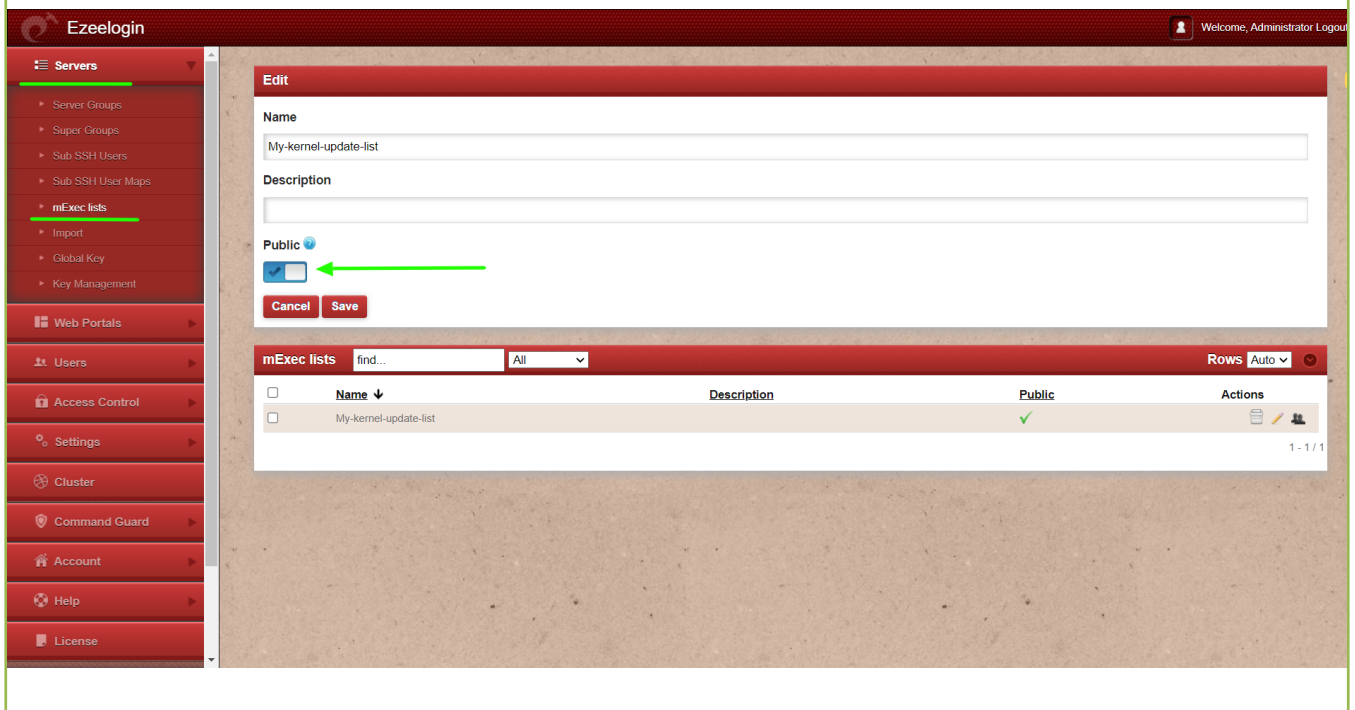 Ezeelogin
Welcome, Administrator Logout
Servers
Server Groups
Super Groups
Sub SSH Users
Sub SSH User Maps
mExec lists
Import
Global Key
Key Management
Web Portals
Users
Access Control
Settings
Cluster
Command Guard
Account
Help
License
Edit
Name
My-kernel-update-list
Description
Public
Cancel Save
mExec lists find... All Rows Auto
Name Description Public Actions
My-kernel-update-list
1 - 1 / 1